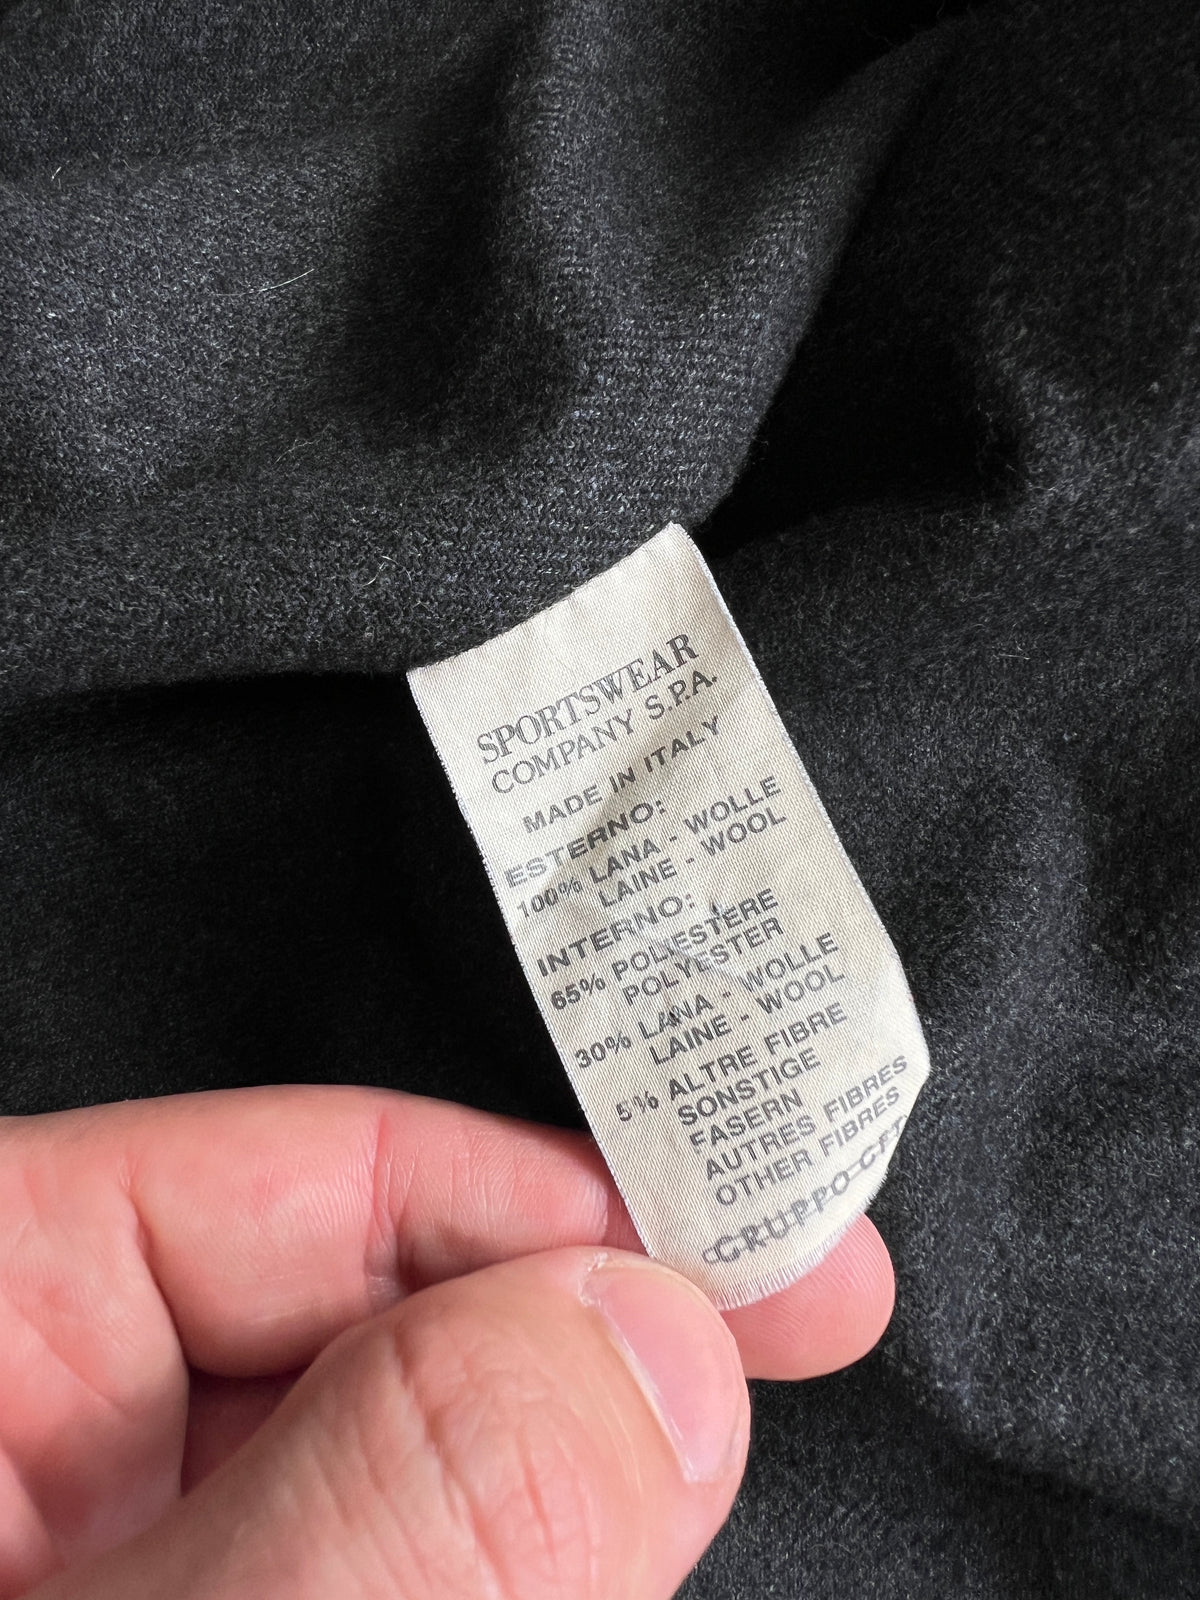 SPORTSWEAR
COMPANY S.P.A.
MADE IN ITALY
ESTERNO:
100% LANA - WOLLE
LAINE - WOOL
INTERNO:
65% POLIESTERE
POLYESTER
30% LANA - WOLLE
LAINE - WOOL
5% ALTRE FIBRE
SONSTIGE
FASERN
AUTRES FIBRES
OTHER FIBRES
GRUPPO